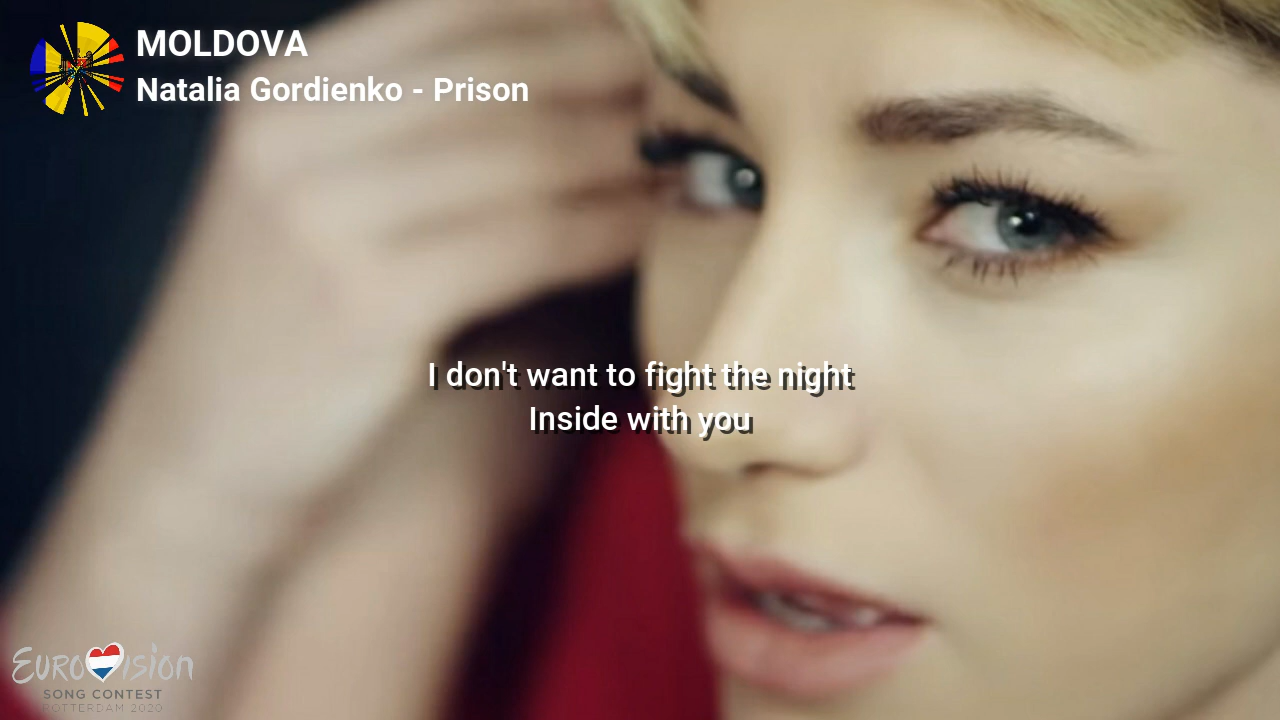 MOLDOVA
Natalia Gordienko - Prison
I don't want to fight the night
Inside with you
EUROVISION
SONG CONTEST
ROTTERDAM 2020